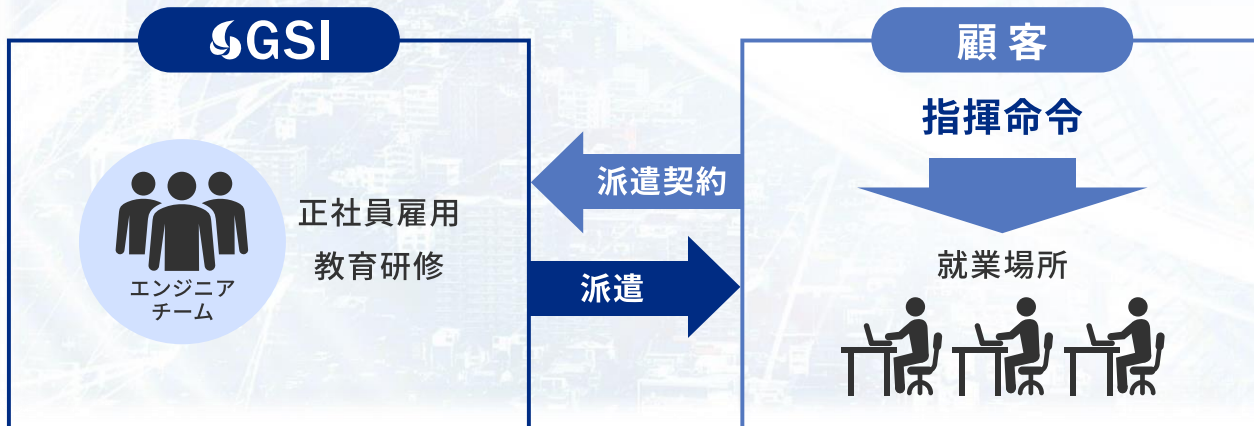 GSI
エンジニア
チーム
正社員雇用
教育研修
派遣契約
派遣
顧客
指揮命令
就業場所